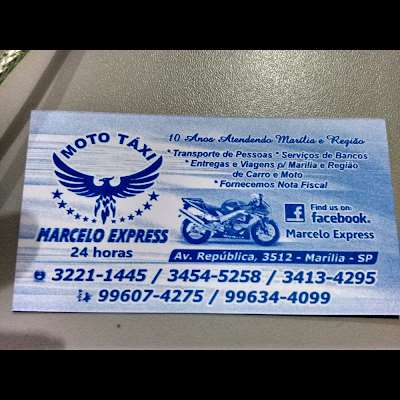 MOTO TÁXI
MARCELO EXPRESS
24 horas
10 Anos Atendendo Marília e Região
* Transporte de Pessoas * Serviços de Bancos
* Entregas e Viagens p/ Marília e Região
de Carro e Moto
* Fornecemos Nota Fiscal
f Find us on:
facebook.
Marcelo Express
Av. República, 3512 - Marília - SP
3221-1445 / 3454-5258 / 3413-4295
99607-4275 / 99634-4099